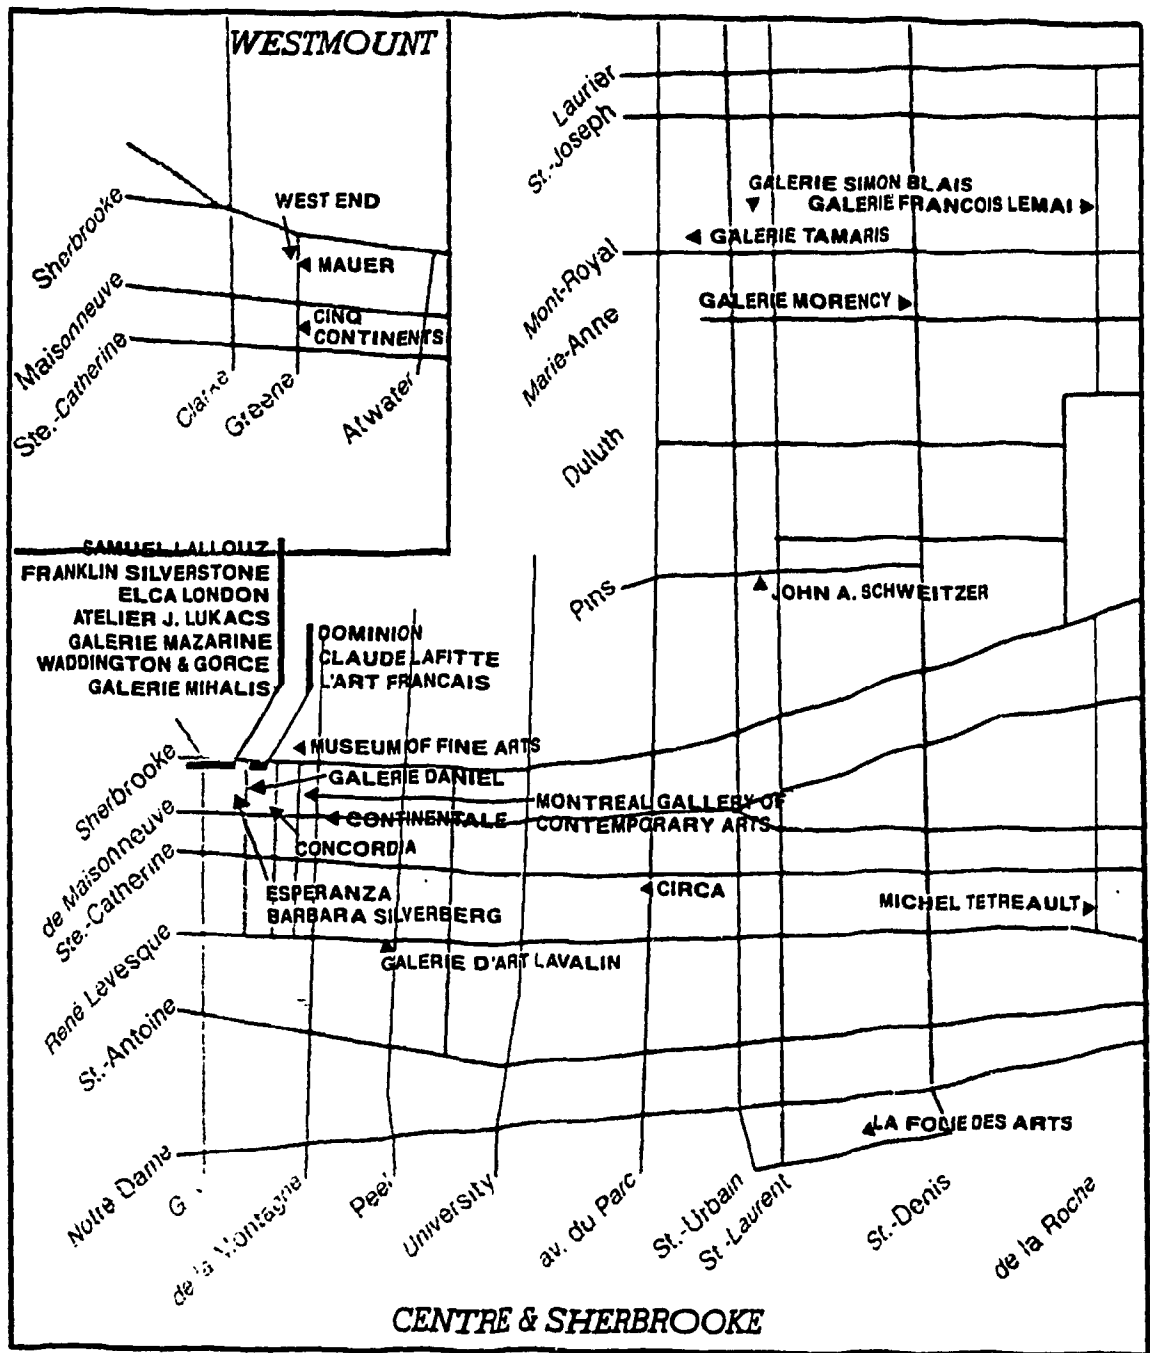 WESTMOUNT
Sherbrooke
Maisonneuve
Ste.-Catherine
Greene
Atwater
WEST END
MAUER
CINQ
CONTINENTS
Laurier
St.-Joseph
Mont-Royal
Marie-Anne
Duluth
Pins
GALERIE SIMON BLAIS
GALERIE FRANCOIS LEMAI
GALERIE TAMARIS
GALERIE MORENCY
JOHN A. SCHWEITZER
SAMUEL LALLOUZ
FRANKLIN SILVERSTONE
ELCA LONDON
ATELIER J. LUKACS
GALERIE MAZARINE
WADDINGTON & GORCE
GALERIE MIHALIS
DOMINION
CLAUDE LAFITTE
L'ART FRANCAIS
MUSEUM OF FINE ARTS
GALERIE DANIEL
MONTREAL GALLERY OF
CONTEMPORARY ARTS
CONTINENTALE
CONCORDIA
ESPERANZA
BARBARA SILVERBERG
CIRCA
MICHEL TETREAULT
GALERIE D'ART LAVALIN
LA FOLIE DES ARTS
Sherbrooke
de Maisonneuve
Ste.-Catherine
René Levesque
St.-Antoine
Notre Dame
de la Montagne
Peel
University
av. du Parc
St.-Urbain
St-Laurent
St.-Denis
de la Roche
CENTRE & SHERBROOKE